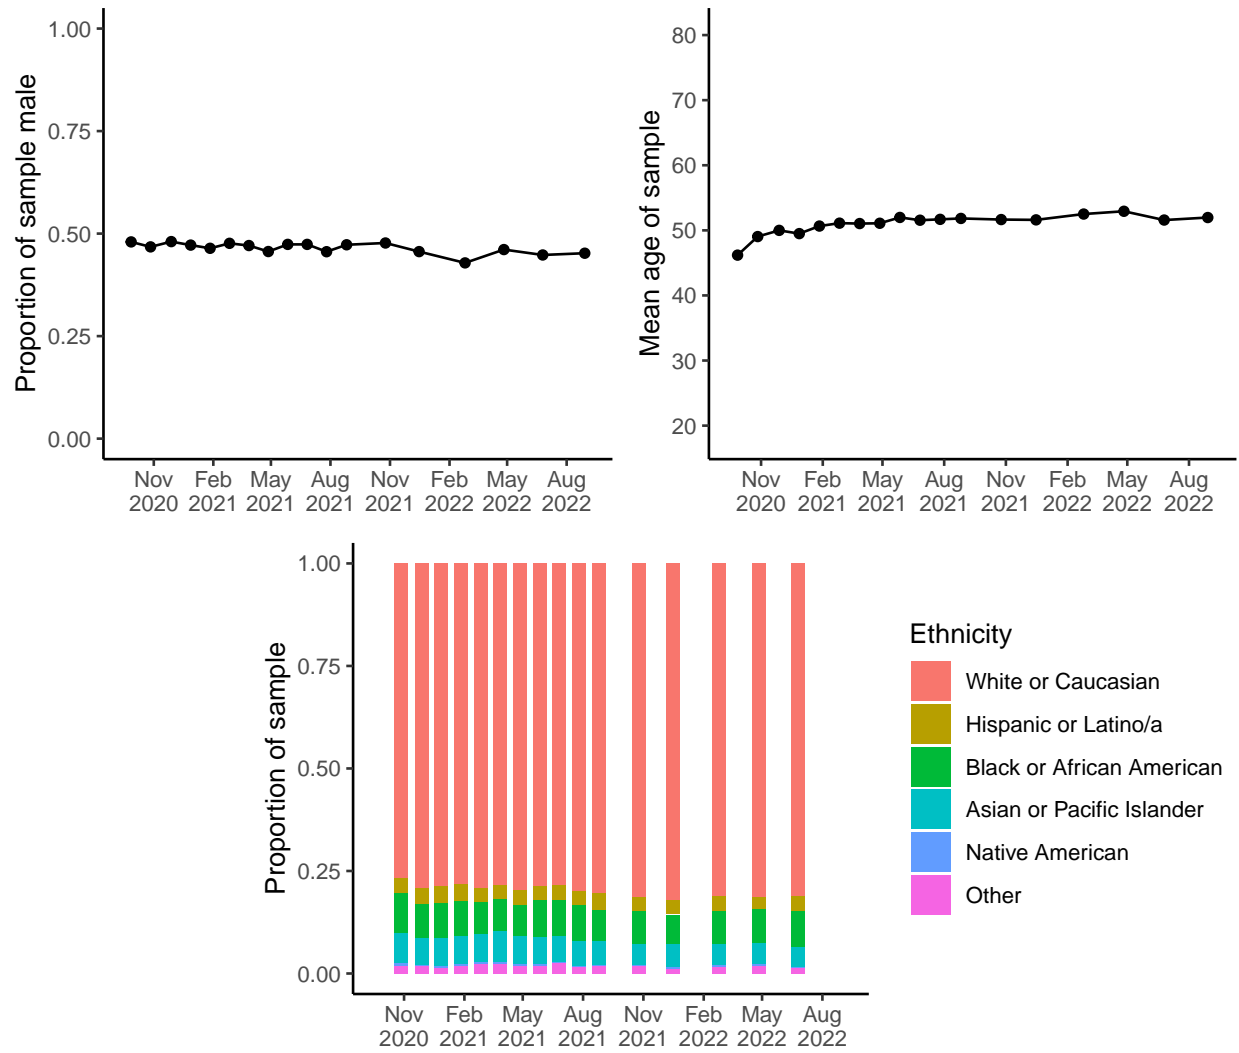 Proportion of sample male
1.00
0.75
0.50
0.25
0.00
Nov Feb May Aug Nov Feb May Aug
2020 2021 2021 2021 2021 2022 2022 2022
Mean age of sample
80
70
60
50
40
30
20
Nov Feb May Aug Nov Feb May Aug
2020 2021 2021 2021 2021 2022 2022 2022
Proportion of sample
1.00
0.75
0.50
0.25
0.00
Nov Feb May Aug Nov Feb May Aug
2020 2021 2021 2021 2021 2022 2022 2022
Ethnicity
White or Caucasian
Hispanic or Latino/a
Black or African American
Asian or Pacific Islander
Native American
Other